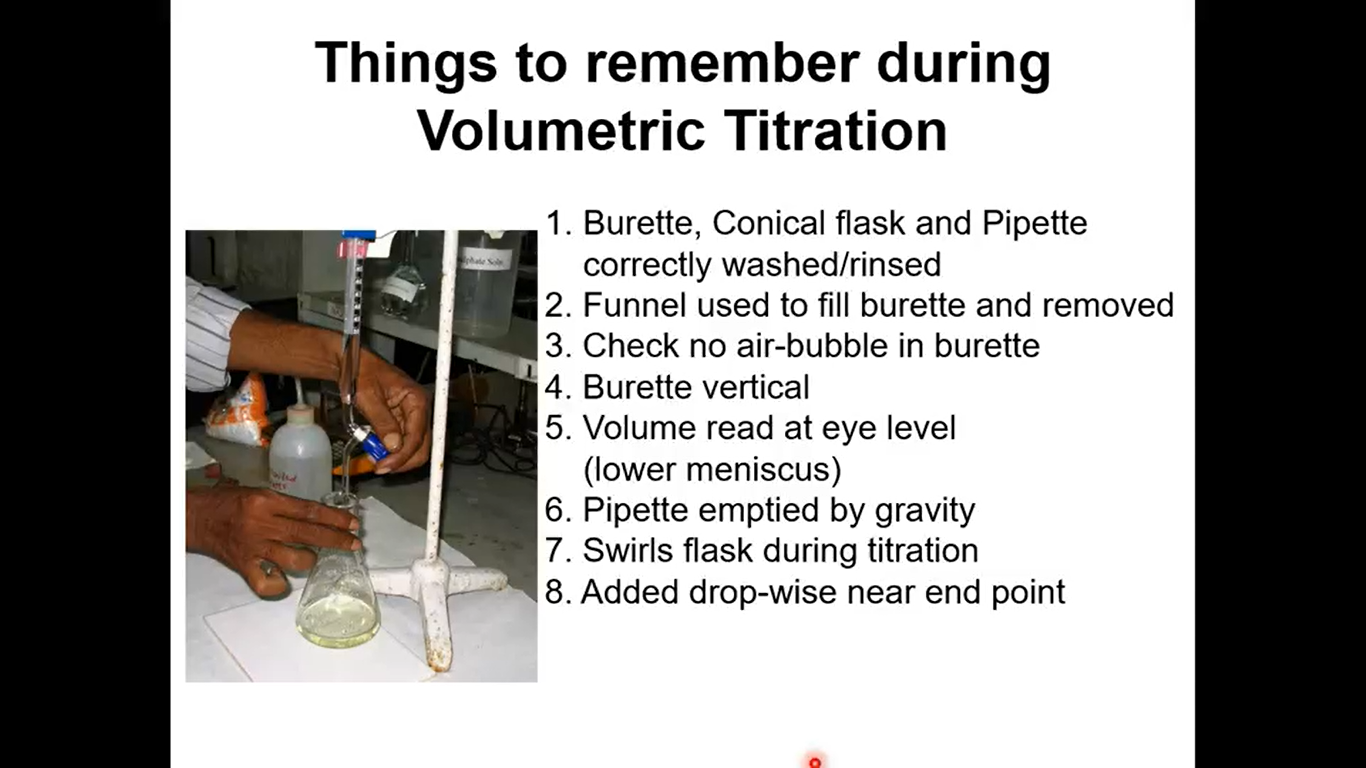 Things to remember during
Volumetric Titration
1. Burette, Conical flask and Pipette
correctly washed/rinsed
2. Funnel used to fill burette and removed
3. Check no air-bubble in burette
4. Burette vertical
5. Volume read at eye level
(lower meniscus)
6. Pipette emptied by gravity
7. Swirls flask during titration
8. Added drop-wise near end point
Soln.